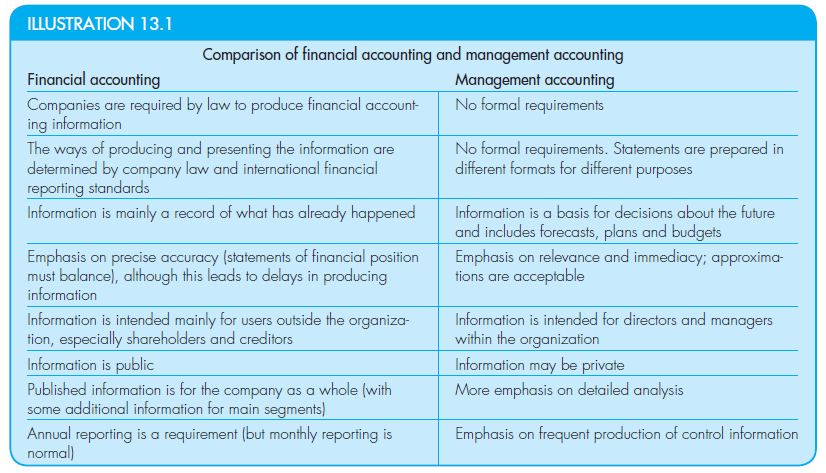 ILLUSTRATION 13.1
Comparison of financial accounting and management accounting
Financial accounting
Management accounting
Companies are required by law to produce financial account-
ing information
No formal requirements
The ways of producing and presenting the information are
determined by company law and international financial
reporting standards
No formal requirements. Statements are prepared in
different formats for different purposes
Information is mainly a record of what has already happened
Information is a basis for decisions about the future
and includes forecasts, plans and budgets
Emphasis on precise accuracy (statements of financial position
must balance), although this leads to delays in producing
information
Emphasis on relevance and immediacy; approxima-
tions are acceptable
Information is intended mainly for users outside the organiza-
tion, especially shareholders and creditors
Information is intended for directors and managers
within the organization
Information is public
Information may be private
Published information is for the company as a whole (with
some additional information for main segments)
More emphasis on detailed analysis
Annual reporting is a requirement (but monthly reporting is
normal)
Emphasis on frequent production of control information